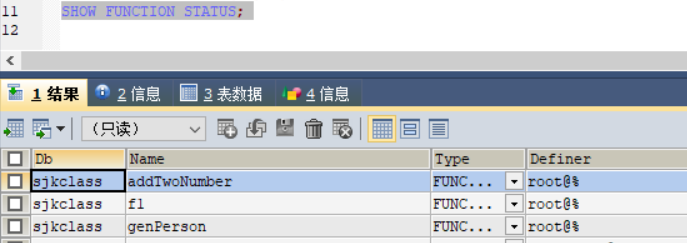 11 SHOW FUNCTION STATUS;
12
1 结果 2 信息 3 表数据 4 信息
（只读）
Db Name Type Definer
sjkclass addTwoNumber FUNC... root@%
sjkclass f1 FUNC... root@%
sjkclass genPerson FUNC... root@%